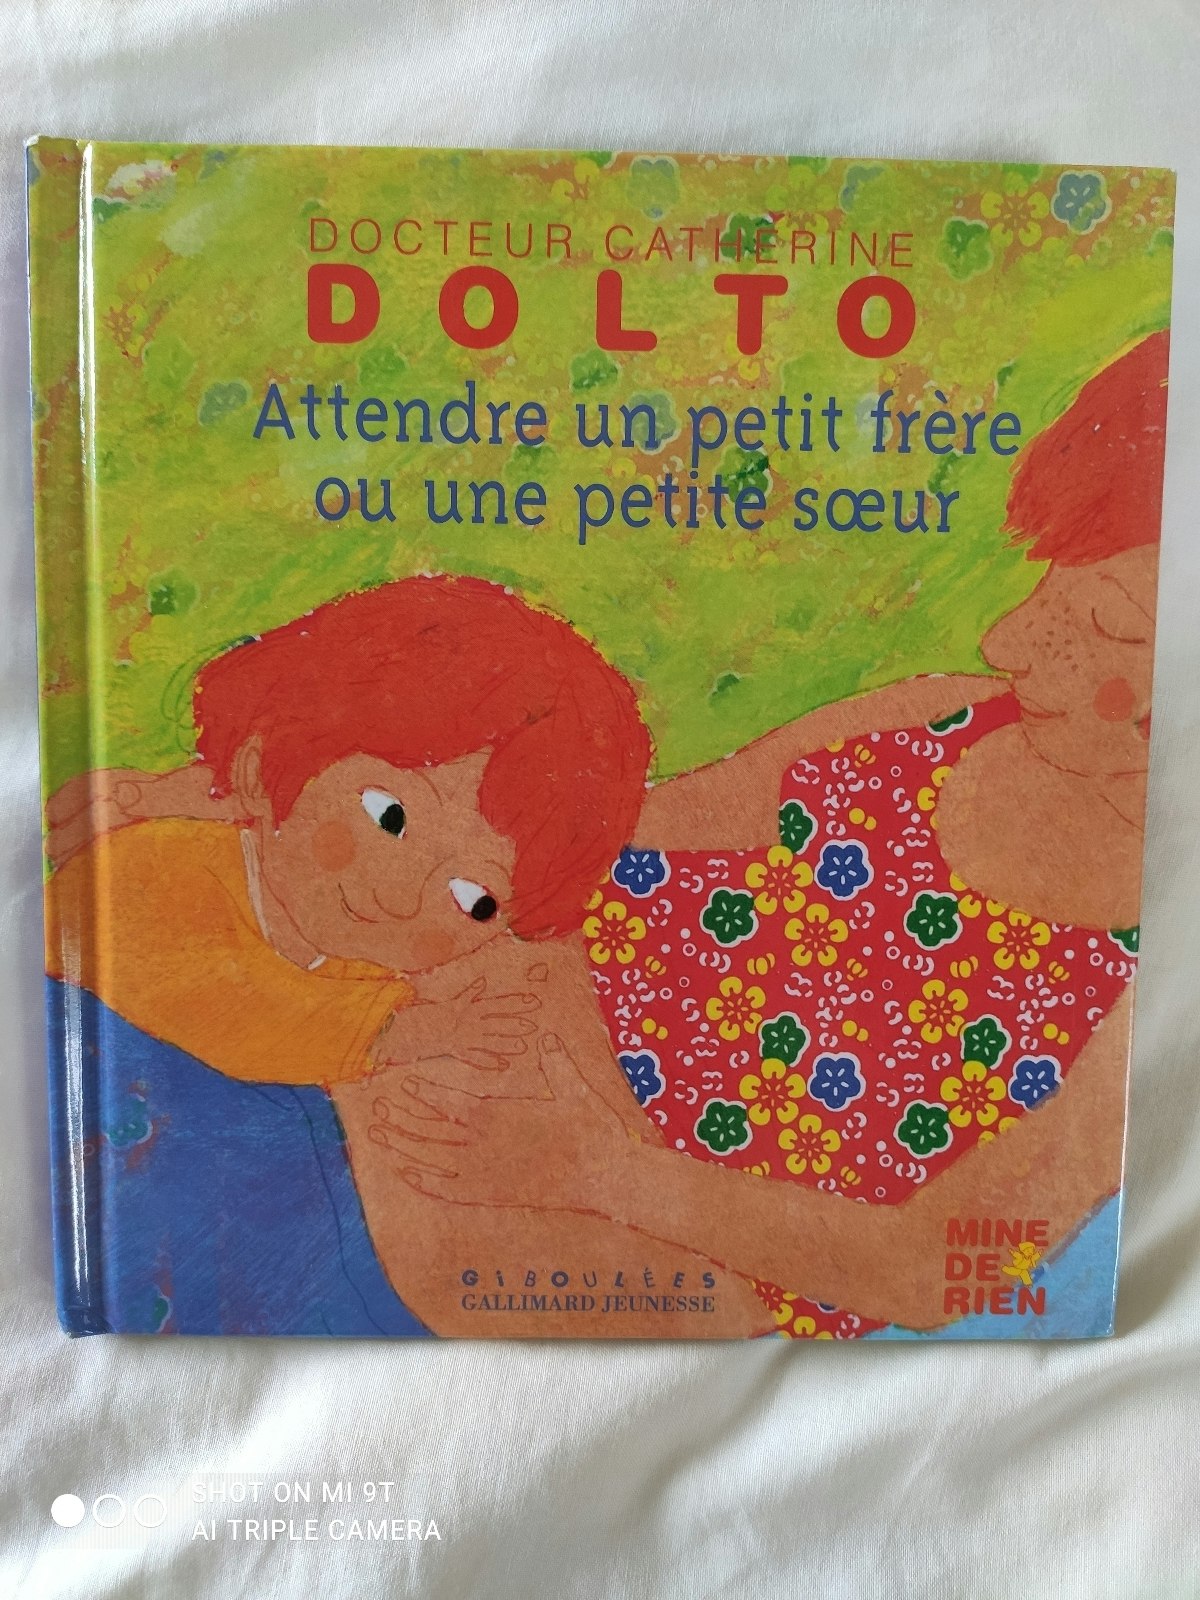 DOCTEUR CATHERINE
DOLTO
Attendre un petit frère
ou une petite sœur
GiBOULÉES
GALLIMARD JEUNESSE
MINE
DE
RIEN
SHOT ON MI 9T
AI TRIPLE CAMERA